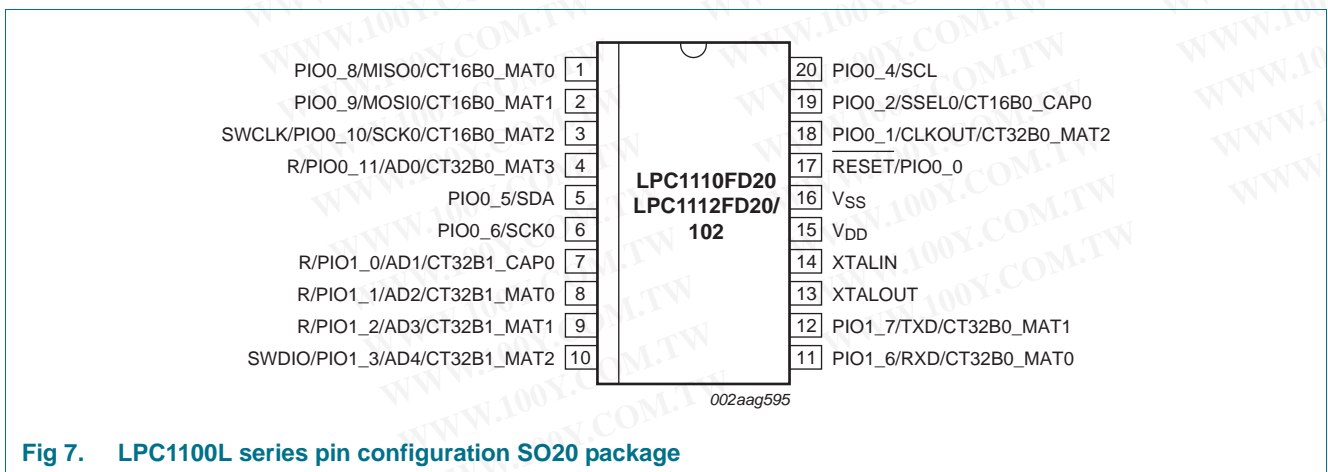 PIO0_8/MISO0/CT16B0_MAT0 1
PIO0_9/MOSI0/CT16B0_MAT1 2
SWCLK/PIO0_10/SCK0/CT16B0_MAT2 3
R/PIO0_11/AD0/CT32B0_MAT3 4
PIO0_5/SDA 5
PIO0_6/SCK0 6
R/PIO1_0/AD1/CT32B1_CAP0 7
R/PIO1_1/AD2/CT32B1_MAT0 8
R/PIO1_2/AD3/CT32B1_MAT1 9
SWDIO/PIO1_3/AD4/CT32B1_MAT2 10
LPC1110FD20
LPC1112FD20/
102
20 PIO0_4/SCL
19 PIO0_2/SSEL0/CT16B0_CAP0
18 PIO0_1/CLKOUT/CT32B0_MAT2
17 RESET/PIO0_0
16 VSS
15 VDD
14 XTALIN
13 XTALOUT
12 PIO1_7/TXD/CT32B0_MAT1
11 PIO1_6/RXD/CT32B0_MAT0
002aag595
Fig 7. LPC1100L series pin configuration SO20 package
WWW.100Y.COM.TW